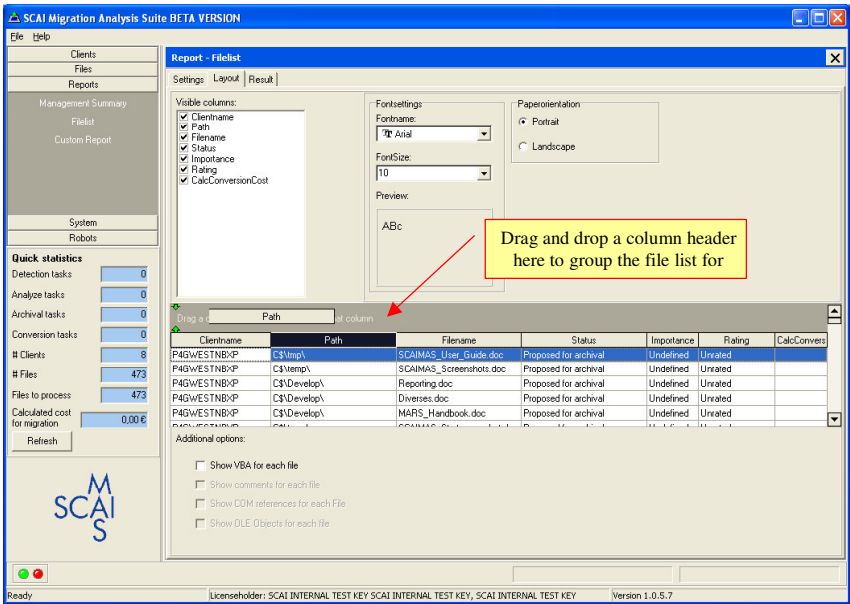 SCAI Migration Analysis Suite BETA VERSION
File Help
Clients
Files
Reports
Management Summary
Filelist
Custom Report
System
Robots
Quick statistics
Detection tasks 0
Analyze tasks 0
Archival tasks 0
Conversion tasks 0
# Clients 8
# Files 473
Files to process 473
Calculated cost
for migration 0,00 €
Refresh
SCAI
MAS
Report - Filelist
Settings Layout Result
Visible columns:
Clientname
Path
Filename
Status
Importance
Rating
CalcConversionCost
Fontsettings
Fontname:
Arial
FontSize:
10
Preview:
ABc
Paperorientation
Portrait
Landscape
Drag and drop a column header
here to group the file list for
Drag a Path at column
Clientname Path Filename Status Importance Rating CalcConvers
P4GWESTNBXP C$\tmp\ SCAIMAS_User_Guide.doc Proposed for archival Undefined Unrated
P4GWESTNBXP C$\temp\ SCAIMAS_Screenshots.doc Proposed for archival Undefined Unrated
P4GWESTNBXP C$\Develop\ Reporting.doc Proposed for archival Undefined Unrated
P4GWESTNBXP C$\Develop\ Diverses.doc Proposed for archival Undefined Unrated
P4GWESTNBXP C$\Develop\ MARS_Handbook.doc Proposed for archival Undefined Unrated
Additional options:
Show VBA for each file
Show comments for each file
Show COM references for each File
Show OLE Objects for each file
Ready Licenseholder: SCAI INTERNAL TEST KEY SCAI INTERNAL TEST KEY, SCAI INTERNAL TEST KEY Version 1.0.5.7